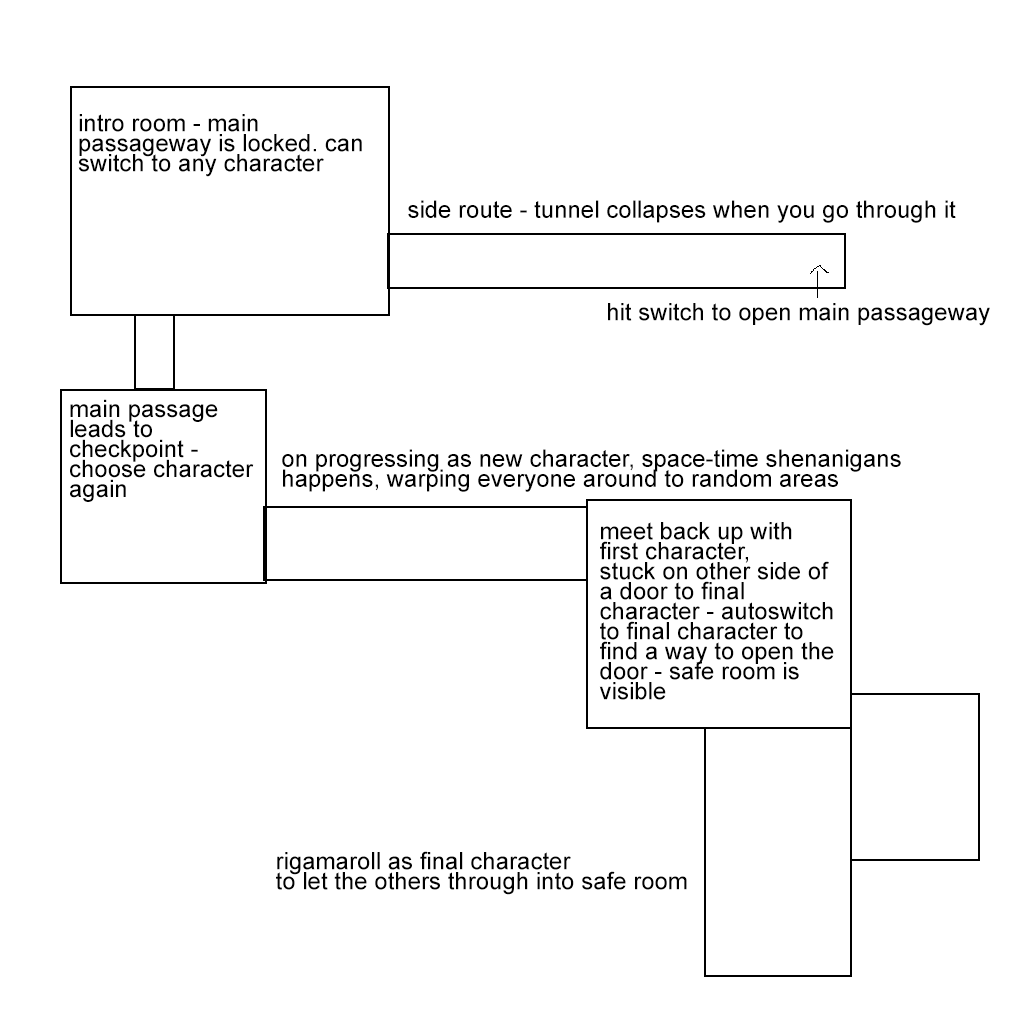 intro room - main
passageway is locked. can
switch to any character
side route - tunnel collapses when you go through it
hit switch to open main passageway
main passage
leads to
checkpoint -
choose character
again
on progressing as new character, space-time shenanigans
happens, warping everyone around to random areas
meet back up with
first character,
stuck on other side of
a door to final
character - autoswitch
to final character to
find a way to open the
door - safe room is
visible
rigamaroll as final character
to let the others through into safe room